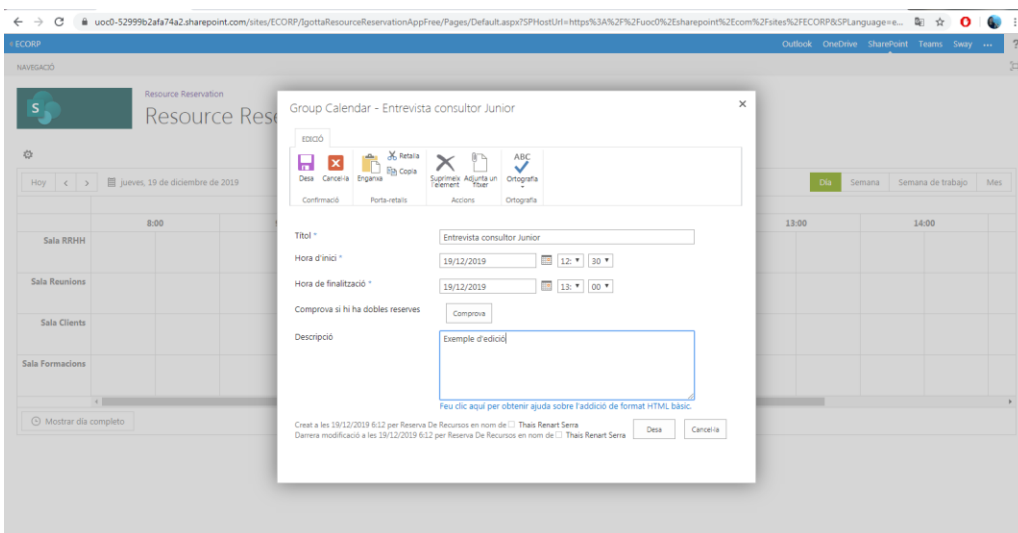 uoc0-52999b2afa74a2.sharepoint.com/sites/ECORP/IgottaResourceReservationAppFree/Pages/Default.aspx?SPHostUrl=https%3A%2F%2Fuoc0%2Esharepoint%2Ecom%2Fsites%2FECORP&SPLanguage=e...
ECORP
Outlook OneDrive SharePoint Teams Sway ... ?
NAVEGACIÓ
Resource Reservation
Resource Rese
S
Group Calendar - Entrevista consultor Junior
EDICIÓ
Desa
Cancel·la
Enganxa
Retalla
Copia
Suprimeix l'element
Adjunta un fitxer
ABC
Ortografia
Confirmació
Porta-retalls
Accions
Ortografia
Hoy
jueves, 19 de diciembre de 2019
Día Semana Semana de trabajo Mes
8:00
13:00 14:00
Sala RRHH
Sala Reunions
Sala Clients
Sala Formacions
Mostrar día completo
Títol * Entrevista consultor Junior
Hora d'inici * 19/12/2019 12: 30
Hora de finalització * 19/12/2019 13: 00
Comprova si hi ha dobles reserves Comprova
Descripció Exemple d'edició
Feu clic aquí per obtenir ajuda sobre l'addició de format HTML bàsic.
Creat a les 19/12/2019 6:12 per Reserva De Recursos en nom de Thais Renart Serra
Darrera modificació a les 19/12/2019 6:12 per Reserva De Recursos en nom de Thais Renart Serra
Desa Cancel·la